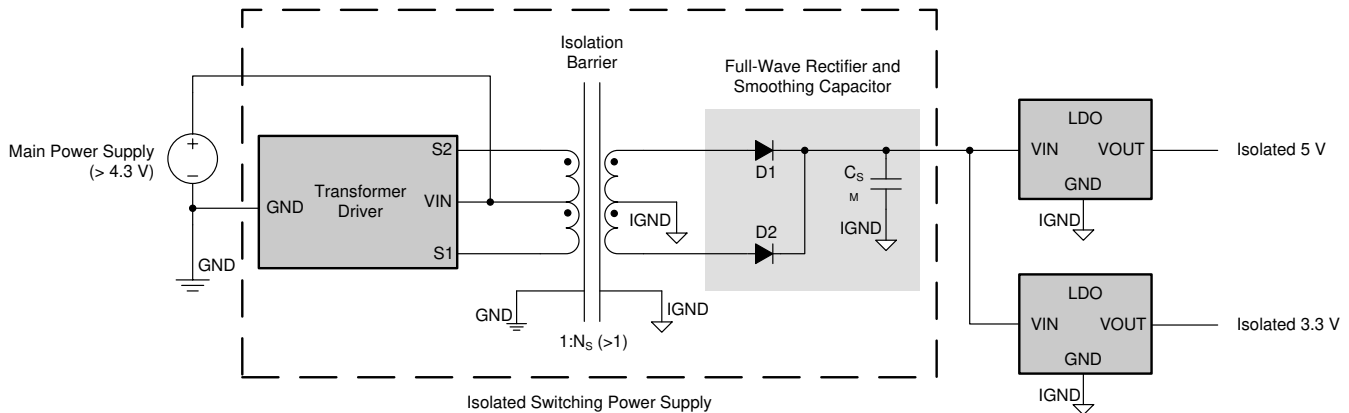 Isolation
Barrier
Full-Wave Rectifier and
Smoothing Capacitor
Main Power Supply
(> 4.3 V)
+
−
GND
GND
Transformer
Driver
S2
VIN
S1
GND
1:NS (>1)
IGND
IGND
D1
D2
CS
M
IGND
LDO
VIN
VOUT
GND
IGND
Isolated 5 V
LDO
VIN
VOUT
GND
IGND
Isolated 3.3 V
Isolated Switching Power Supply